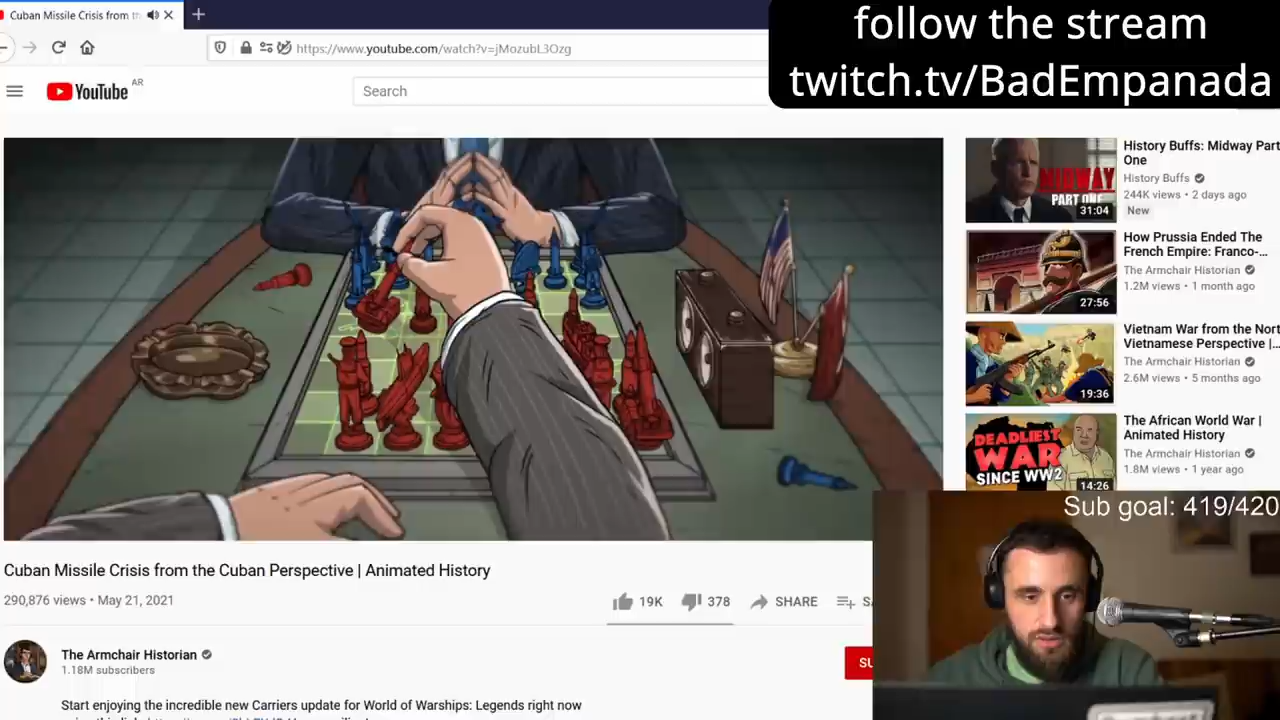 Cuban Missile Crisis from th
follow the stream
twitch.tv/BadEmpanada
https://www.youtube.com/watch?v=jMozubL3Ozg
YouTube AR
Search
History Buffs: Midway Part
One
History Buffs
244K views • 2 days ago
New
MIDWAY
PART ONE
31:04
How Prussia Ended The
French Empire: Franco-...
The Armchair Historian
1.2M views • 1 month ago
27:56
Vietnam War from the Nort
Vietnamese Perspective |...
The Armchair Historian
2.6M views • 5 months ago
19:36
The African World War |
Animated History
The Armchair Historian
1.8M views • 1 year ago
DEADLIEST
WAR
SINCE WW2
14:26
Sub goal: 419/420
Cuban Missile Crisis from the Cuban Perspective | Animated History
290,876 views • May 21, 2021
19K
378
SHARE
SA
The Armchair Historian
1.18M subscribers
SU
Start enjoying the incredible new Carriers update for World of Warships: Legends right now